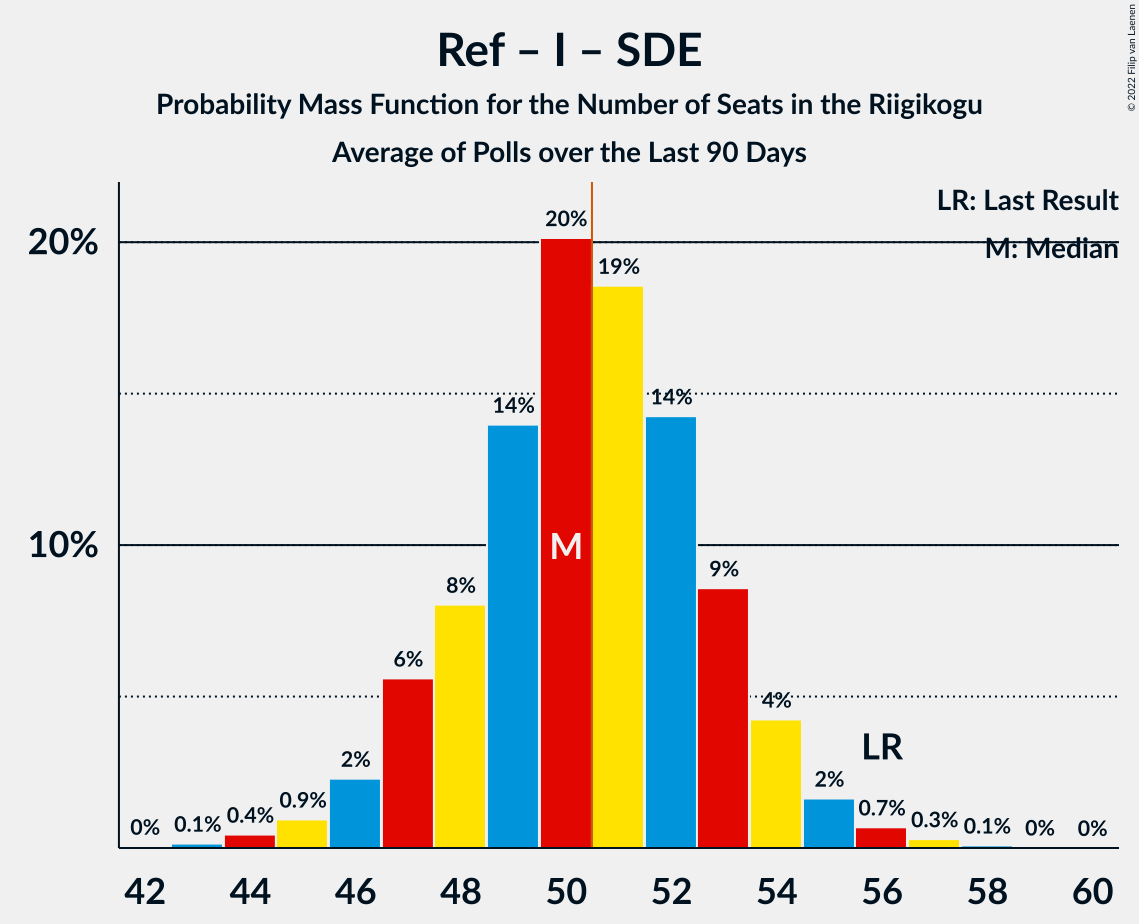 Ref – I – SDE
Probability Mass Function for the Number of Seats in the Riigikogu
Average of Polls over the Last 90 Days
© 2022 Filip van Laenen
LR: Last Result
M: Median
20%
10%
0%
0.1%
0.4%
0.9%
2%
6%
8%
14%
20%
19%
14%
9%
4%
2%
0.7%
0.3%
0.1%
0%
0%
M
LR
42 44 46 48 50 52 54 56 58 60